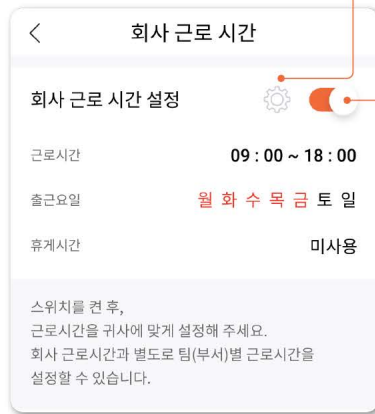 회사 근로 시간
회사 근로 시간 설정
근로시간 09 : 00 ~ 18 : 00
출근요일 월 화 수 목 금 토 일
휴게시간 미사용
스위치를 켠 후,
근로시간을 귀사에 맞게 설정해 주세요.
회사 근로시간과 별도로 팀(부서)별 근로시간을
설정할 수 있습니다.